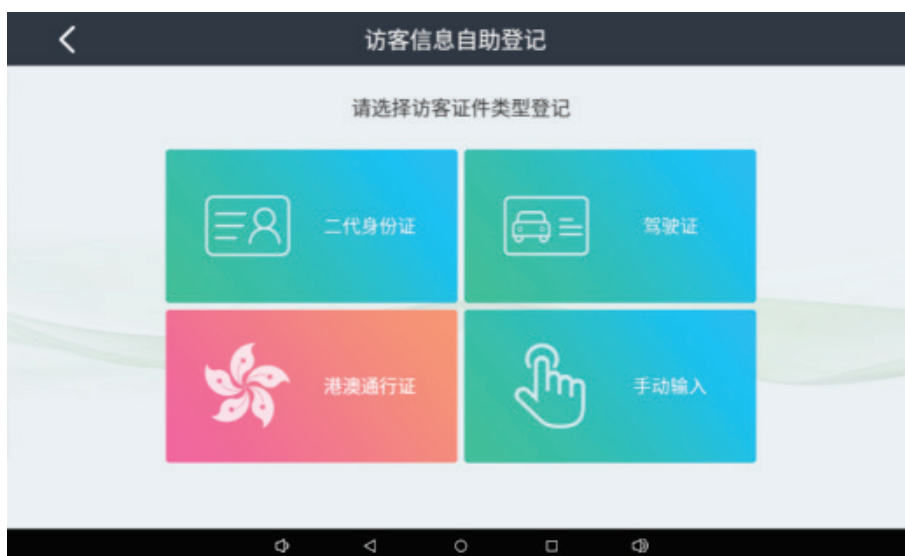 访客信息自助登记
请选择访客证件类型登记
二代身份证
驾驶证
港澳通行证
手动输入